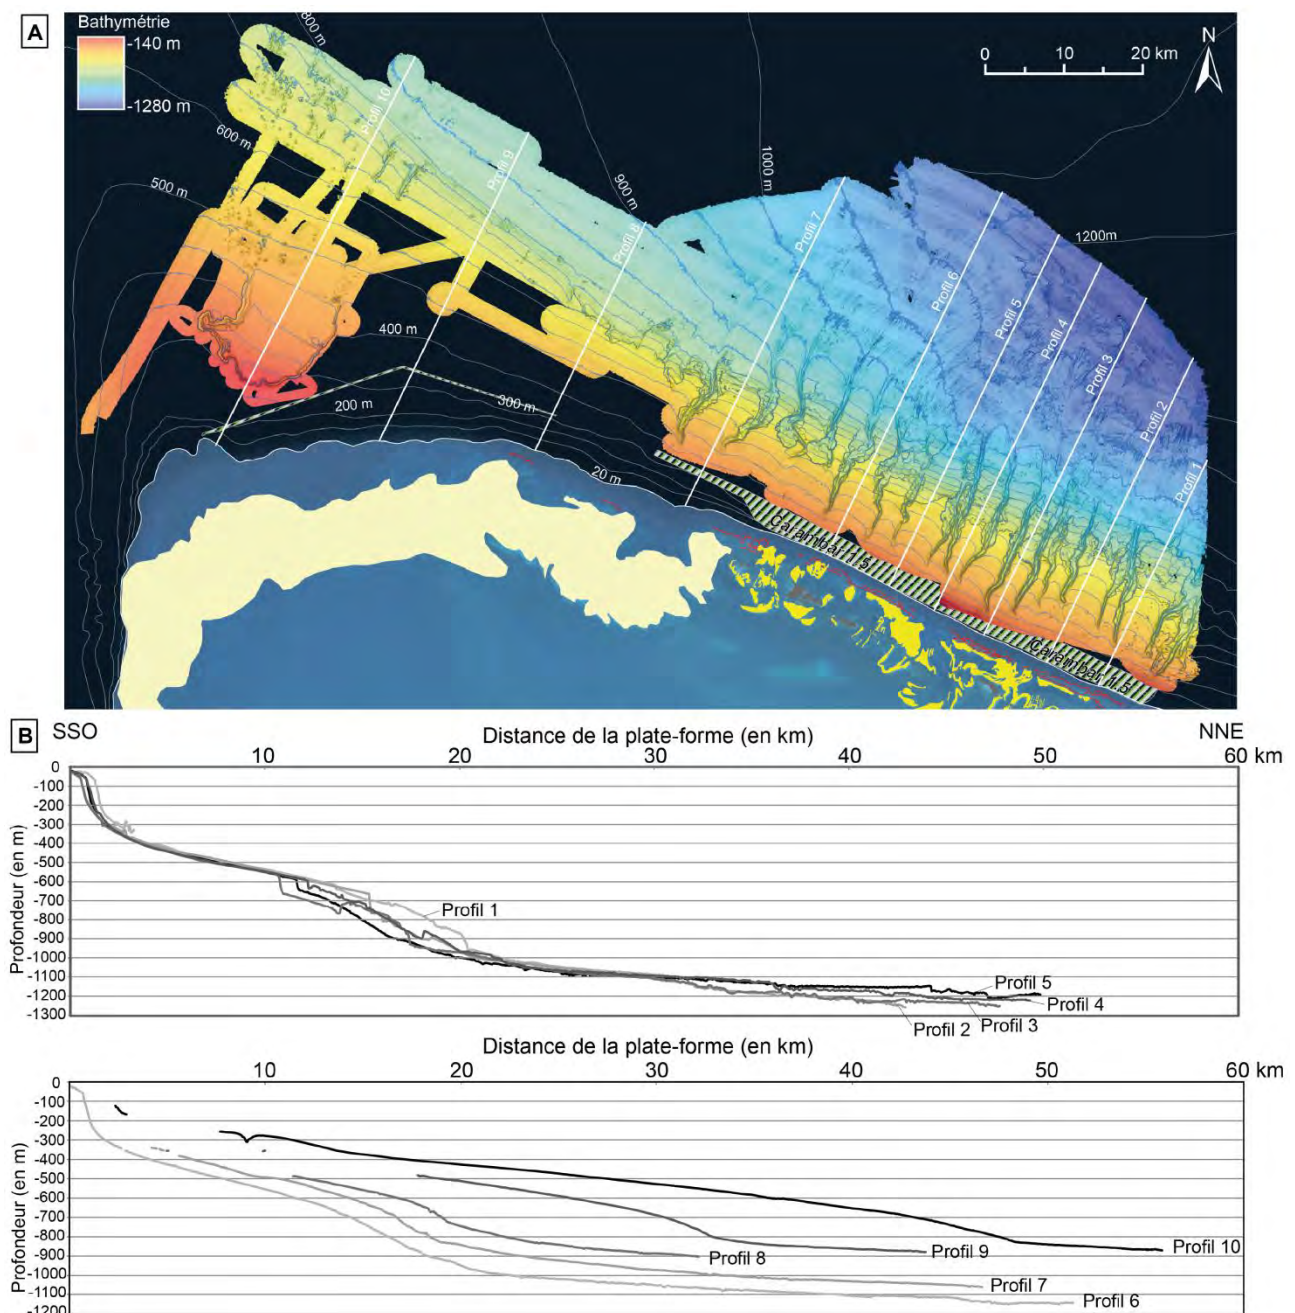 A
Bathymétrie
-140 m
-1280 m
0 10 20 km
N
800 m
600 m
500 m
400 m
300 m
200 m
20 m
900 m
1000 m
1200m
Profil 10
Profil 9
Profil 8
Profil 7
Profil 6
Profil 5
Profil 4
Profil 3
Profil 2
Profil 1
Carambar 1.5
Carambar 1.5
B
SSO
NNE
Distance de la plate-forme (en km)
10 20 30 40 50 60 km
Profondeur (en m)
0
-100
-200
-300
-400
-500
-600
-700
-800
-900
-1000
-1100
-1200
-1300
Profil 1
Profil 5
Profil 4
Profil 3
Profil 2
Distance de la plate-forme (en km)
10 20 30 40 50 60 km
Profondeur (en m)
0
-100
-200
-300
-400
-500
-600
-700
-800
-900
-1000
-1100
-1200
Profil 8
Profil 9
Profil 10
Profil 7
Profil 6